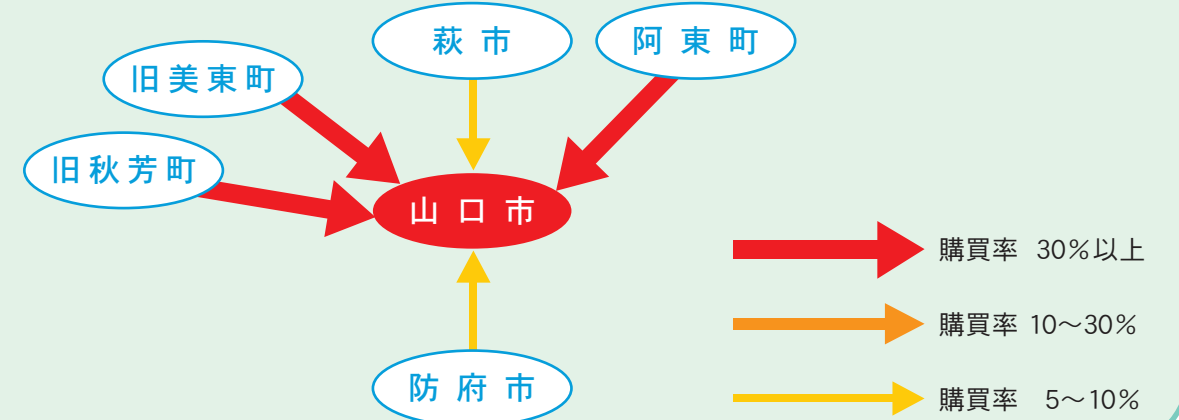 萩市
阿東町
旧美東町
旧秋芳町
山口市
防府市
購買率 30%以上
購買率 10〜30%
購買率 5〜10%